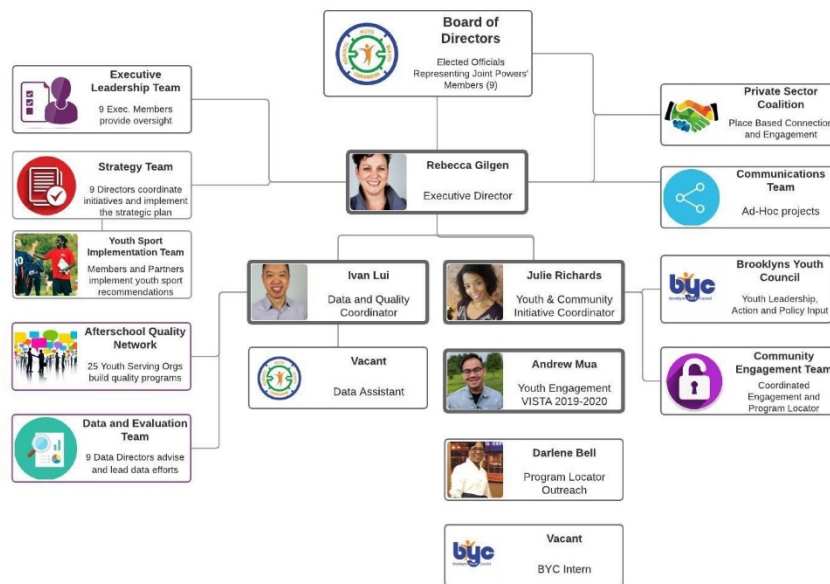 Board of
Directors
Elected Officials
Representing Joint Powers'
Members (9)
Executive
Leadership Team
9 Exec. Members
provide oversight
Private Sector
Coalition
Place Based Connection
and Engagement
Strategy Team
9 Directors coordinate
initiatives and implement
the strategic plan
Rebecca Gilgen
Executive Director
Communications
Team
Ad-Hoc projects
Youth Sport
Implementation Team
Members and Partners
implement youth sport
recommendations
Ivan Lui
Data and Quality
Coordinator
Julie Richards
Youth & Community
Initiative Coordinator
byc
Brooklyns Youth
Council
Youth Leadership,
Action and Policy Input
Afterschool Quality
Network
25 Youth Serving Orgs
build quality programs
Vacant
Data Assistant
Andrew Mua
Youth Engagement
VISTA 2019-2020
Community
Engagement Team
Coordinated
Engagement and
Program Locator
Data and Evaluation
Team
9 Data Directors advise
and lead data efforts
Darlene Bell
Program Locator
Outreach
byc
Vacant
BYC Intern